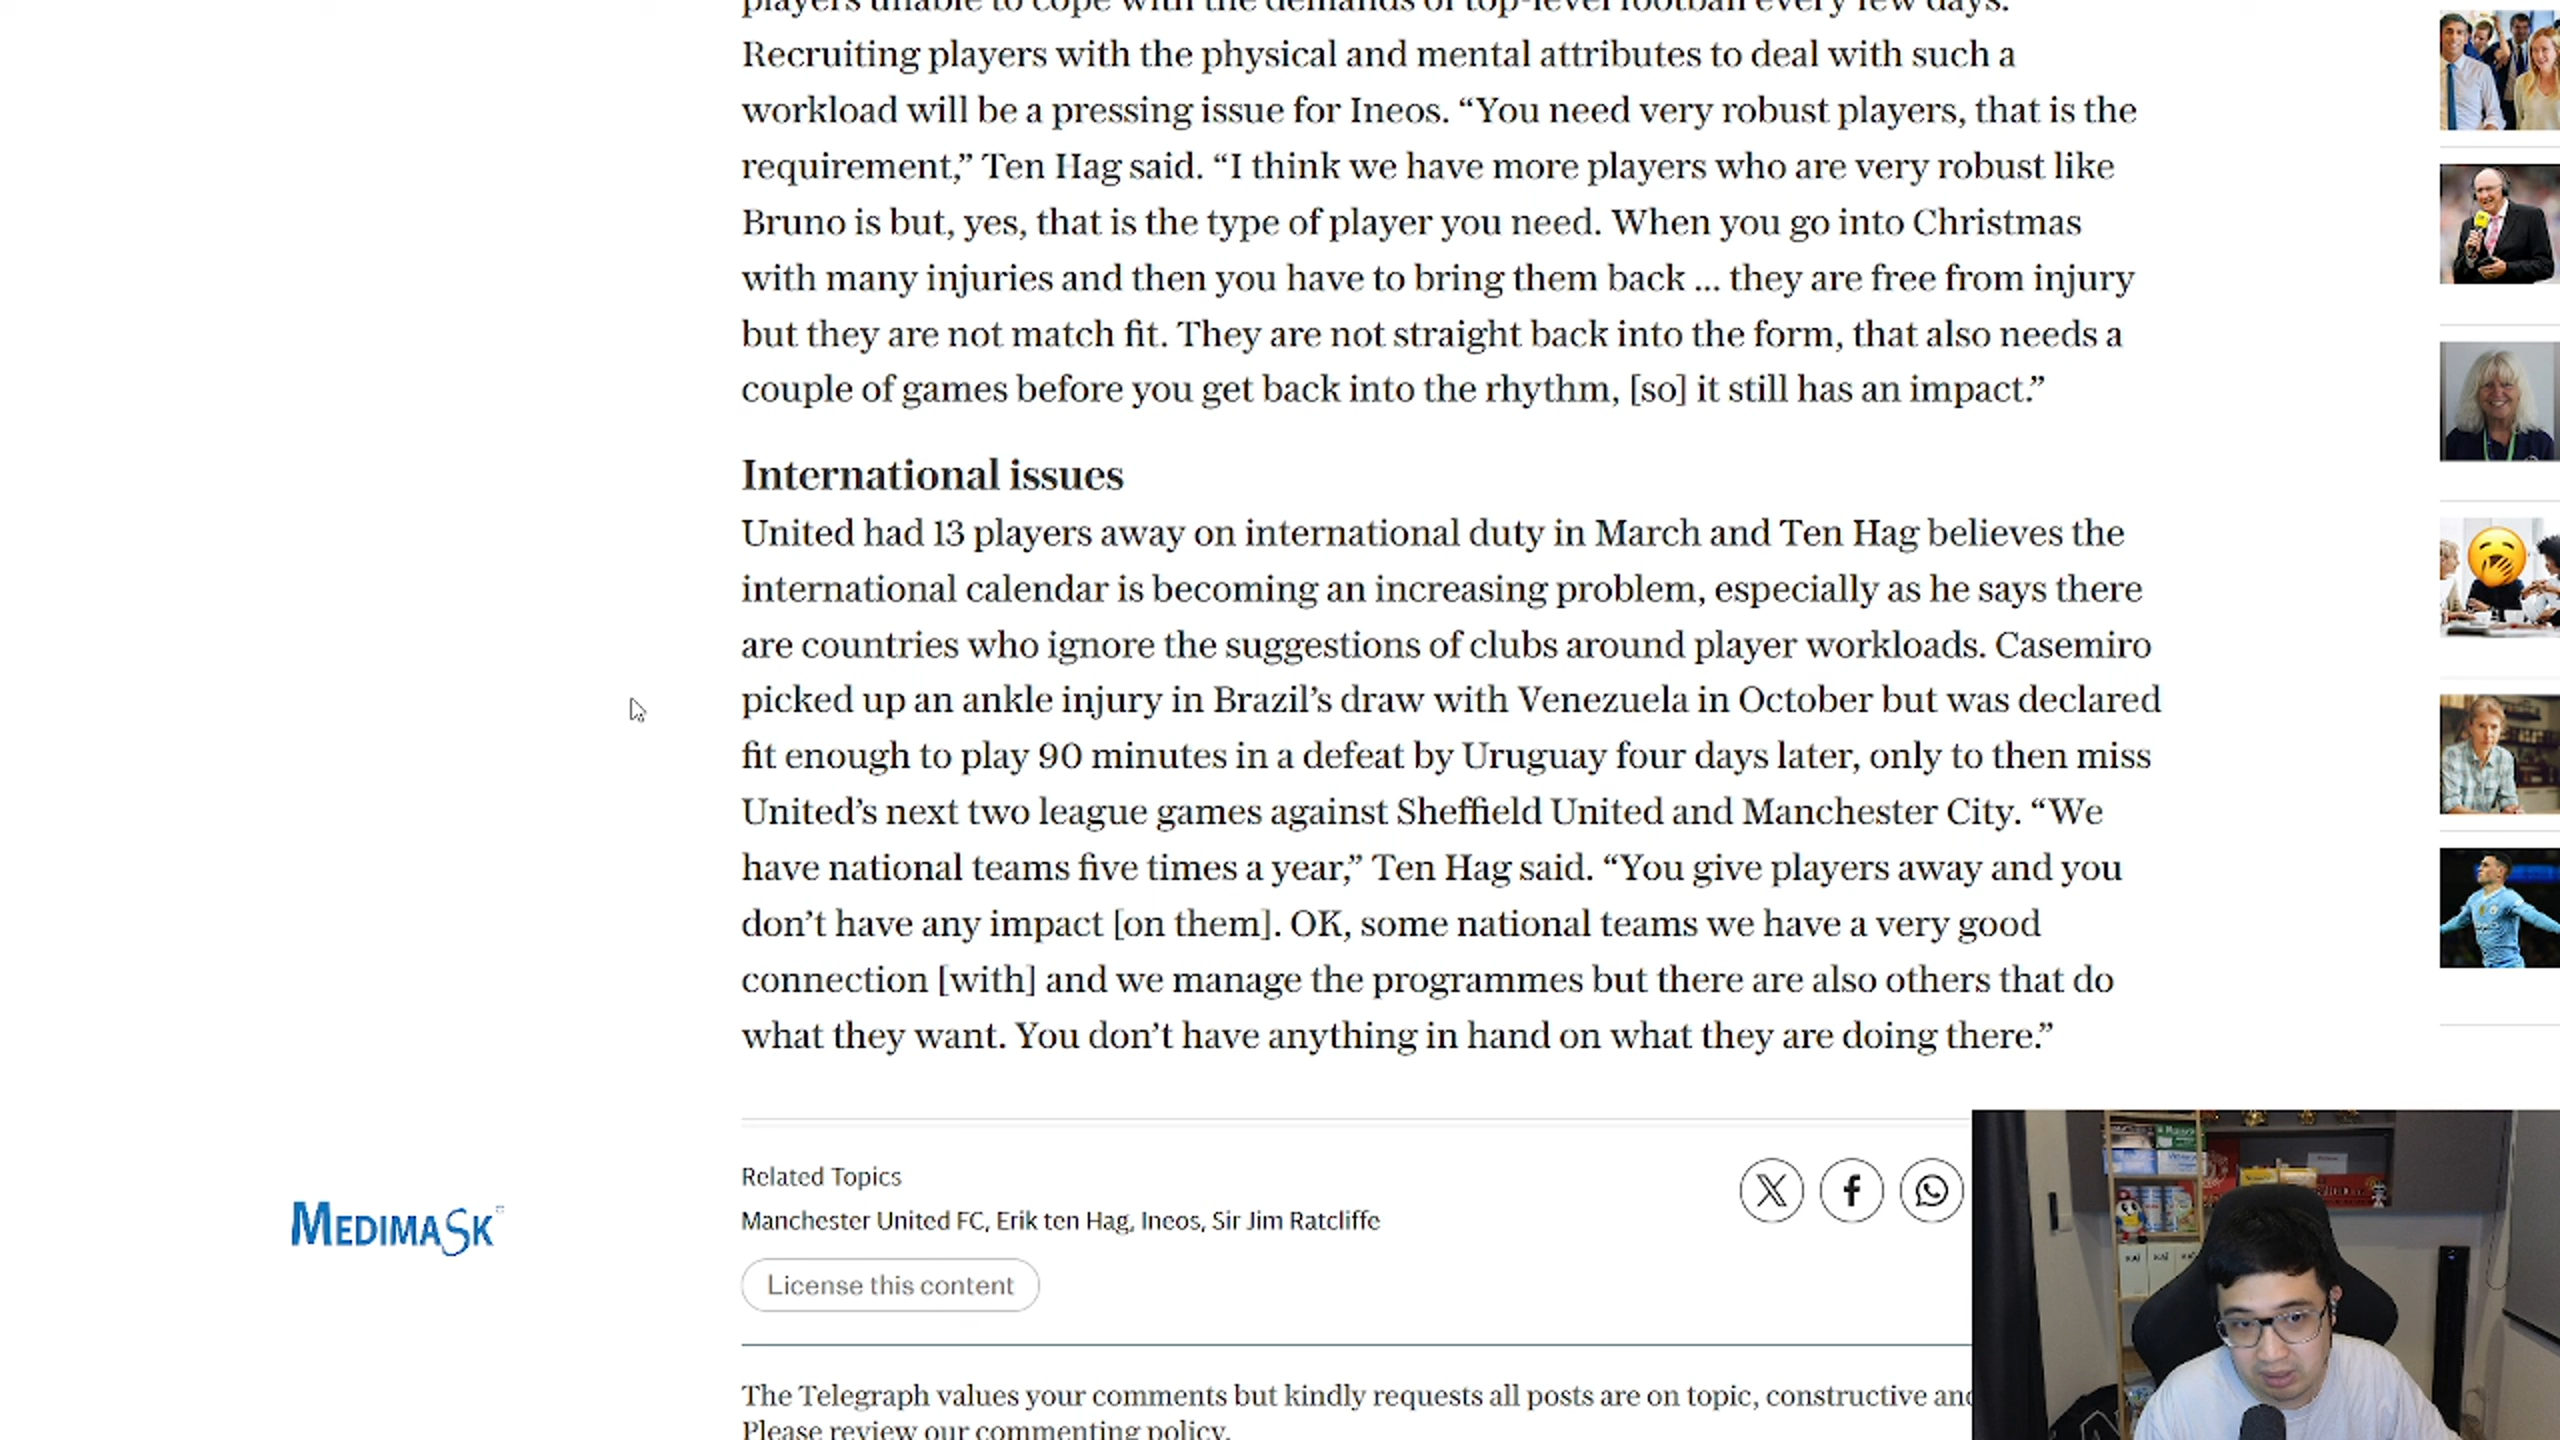 players unable to cope with the demands of top-level football every few days.
Recruiting players with the physical and mental attributes to deal with such a
workload will be a pressing issue for Ineos. “You need very robust players, that is the
requirement,” Ten Hag said. “I think we have more players who are very robust like
Bruno is but, yes, that is the type of player you need. When you go into Christmas
with many injuries and then you have to bring them back ... they are free from injury
but they are not match fit. They are not straight back into the form, that also needs a
couple of games before you get back into the rhythm, [so] it still has an impact.”
International issues
United had 13 players away on international duty in March and Ten Hag believes the
international calendar is becoming an increasing problem, especially as he says there
are countries who ignore the suggestions of clubs around player workloads. Casemiro
picked up an ankle injury in Brazil’s draw with Venezuela in October but was declared
fit enough to play 90 minutes in a defeat by Uruguay four days later, only to then miss
United’s next two league games against Sheffield United and Manchester City. “We
have national teams five times a year,” Ten Hag said. “You give players away and you
don’t have any impact [on them]. OK, some national teams we have a very good
connection [with] and we manage the programmes but there are also others that do
what they want. You don’t have anything in hand on what they are doing there.”
Related Topics
Manchester United FC, Erik ten Hag, Ineos, Sir Jim Ratcliffe
MEDIMASK
License this content
The Telegraph values your comments but kindly requests all posts are on topic, constructive and
Please review our commenting policy.